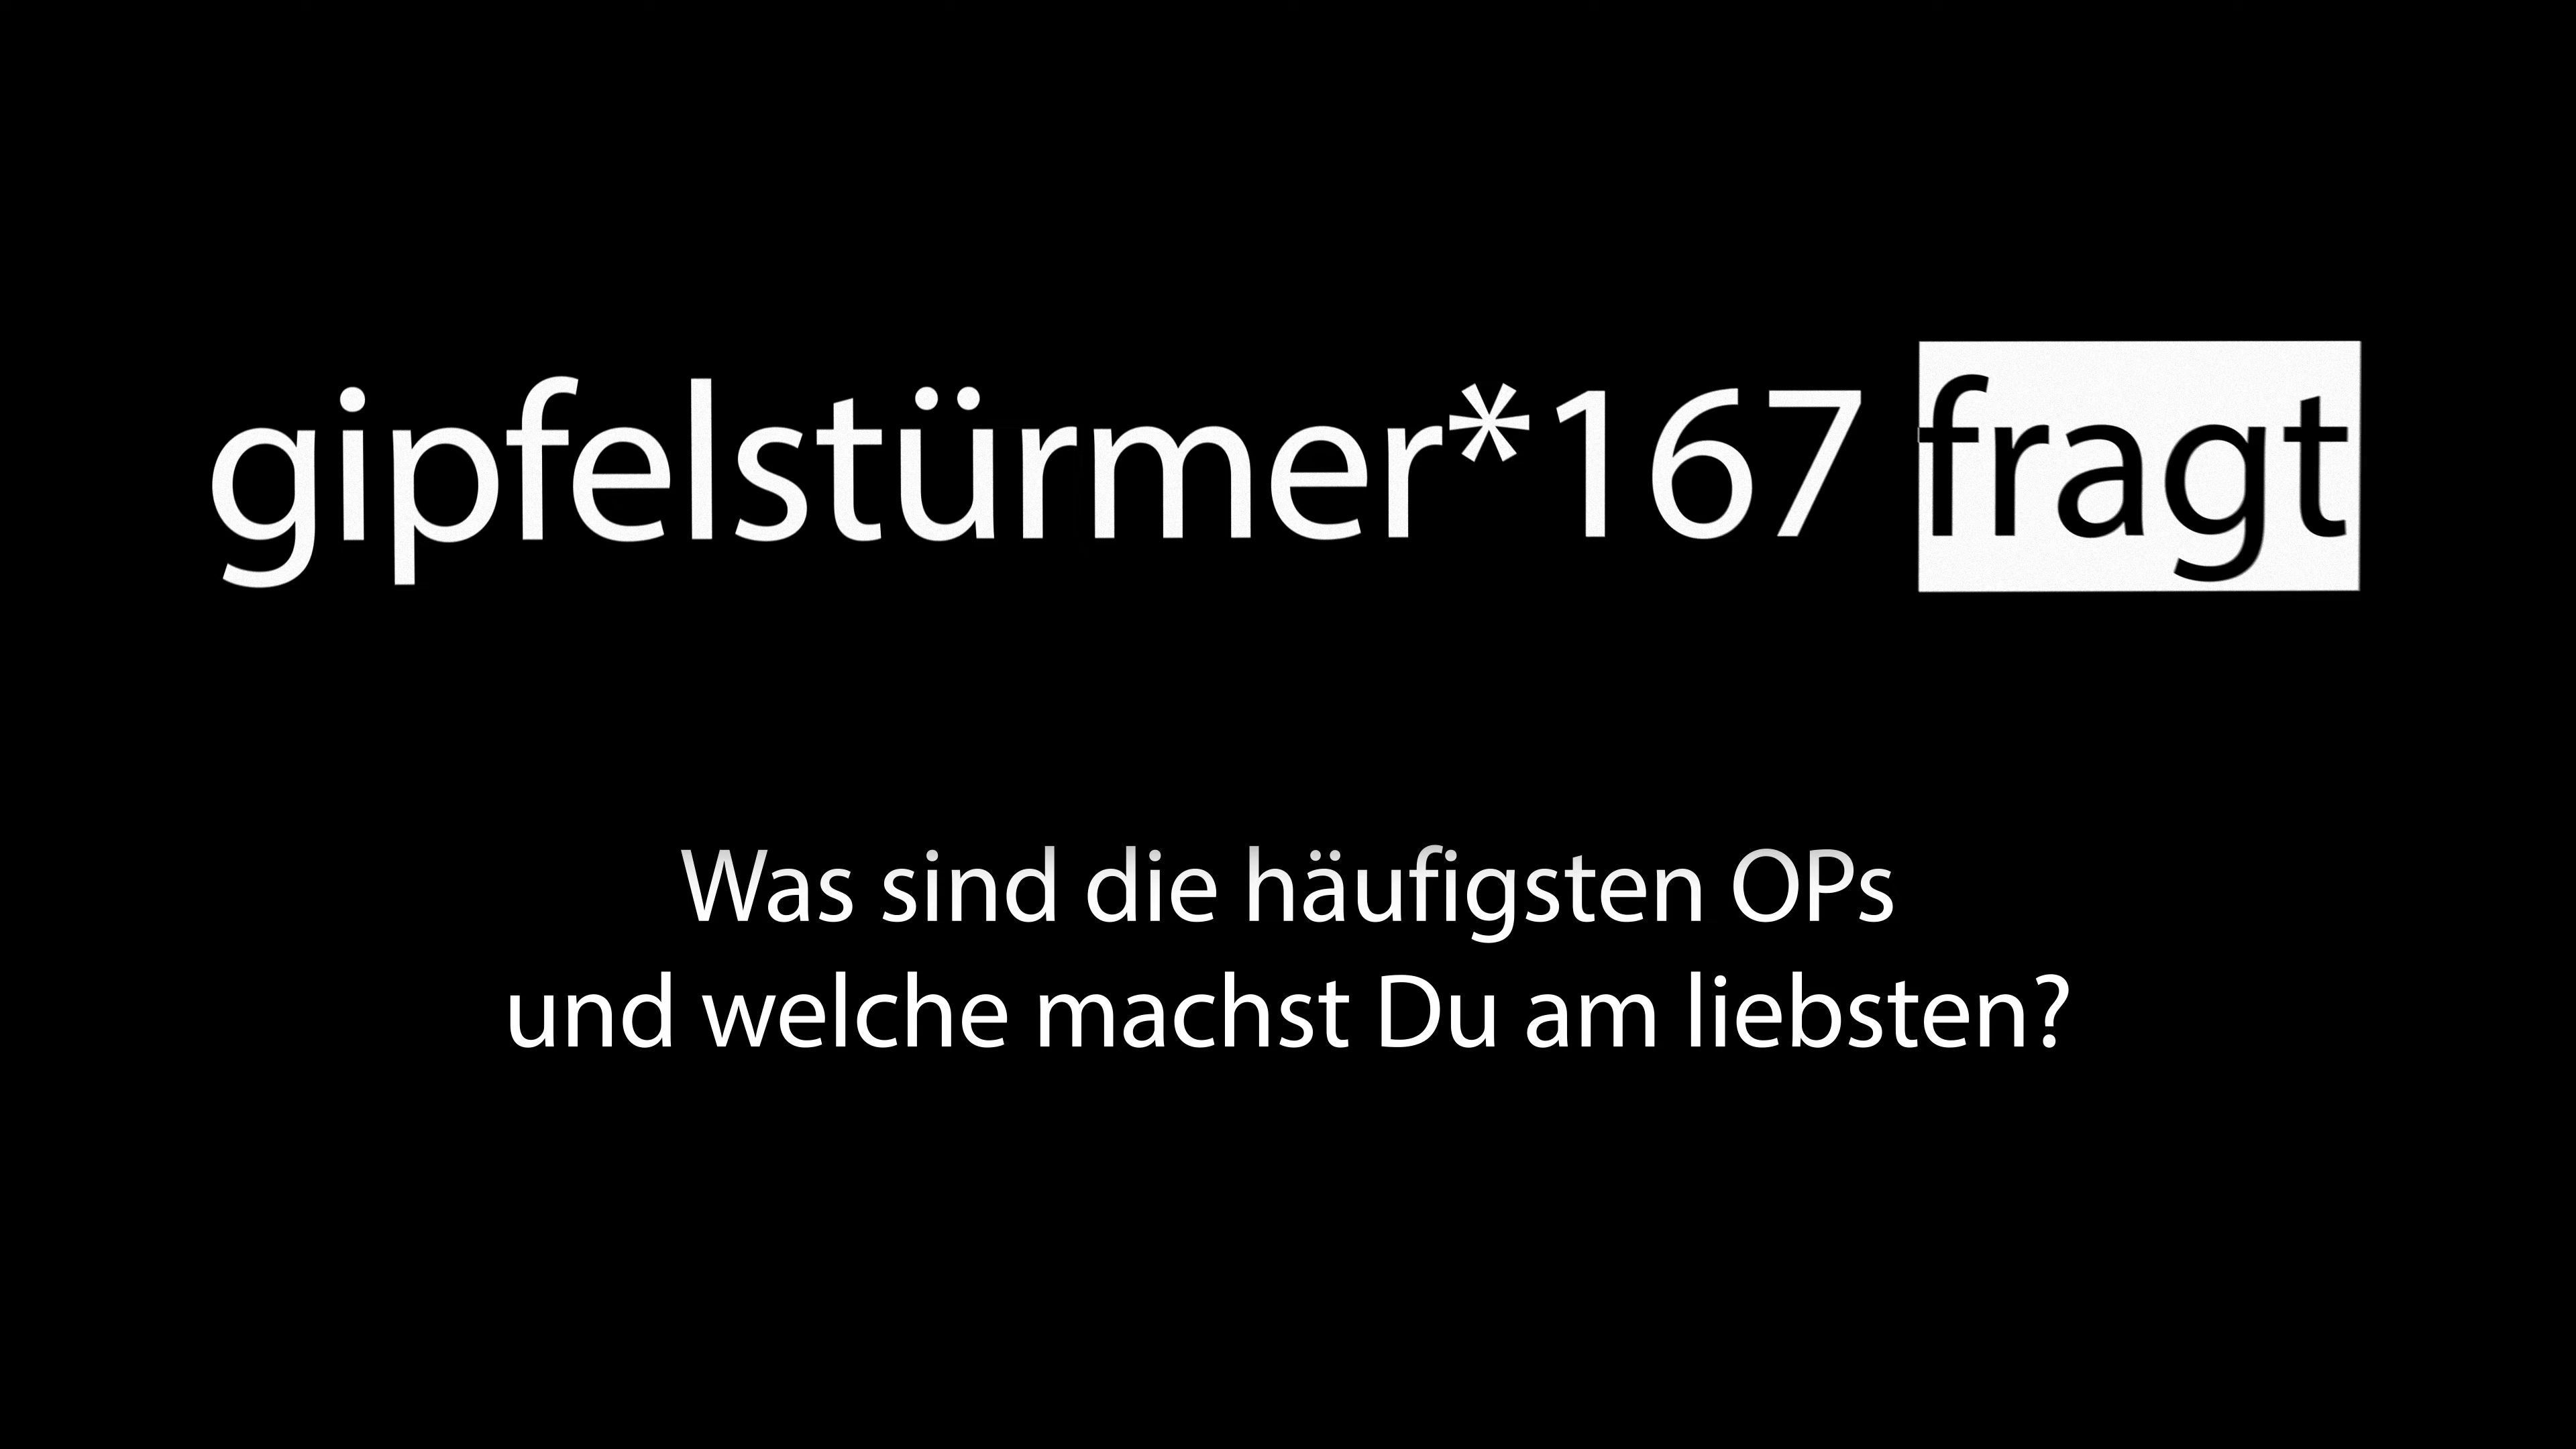 gipfelstürmer*167 fragt
Was sind die häufigsten OPs
und welche machst Du am liebsten?